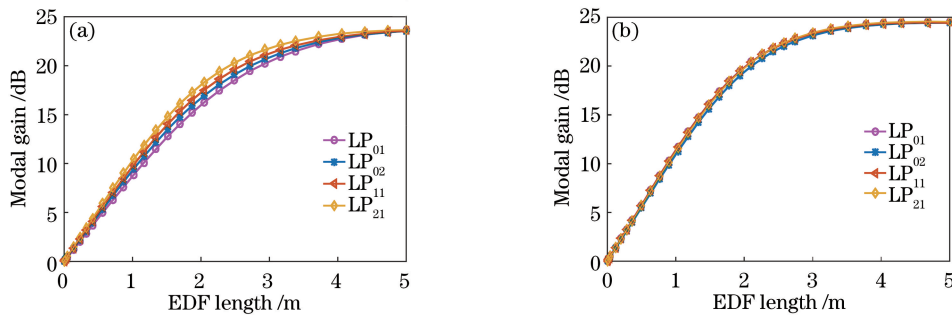 (a)
Modal gain /dB
25
20
15
10
5
0
0 1 2 3 4 5
EDF length /m
LP01
LP02
LP11
LP21
(b)
Modal gain /dB
25
20
15
10
5
0
0 1 2 3 4 5
EDF length /m
LP01
LP02
LP11
LP21